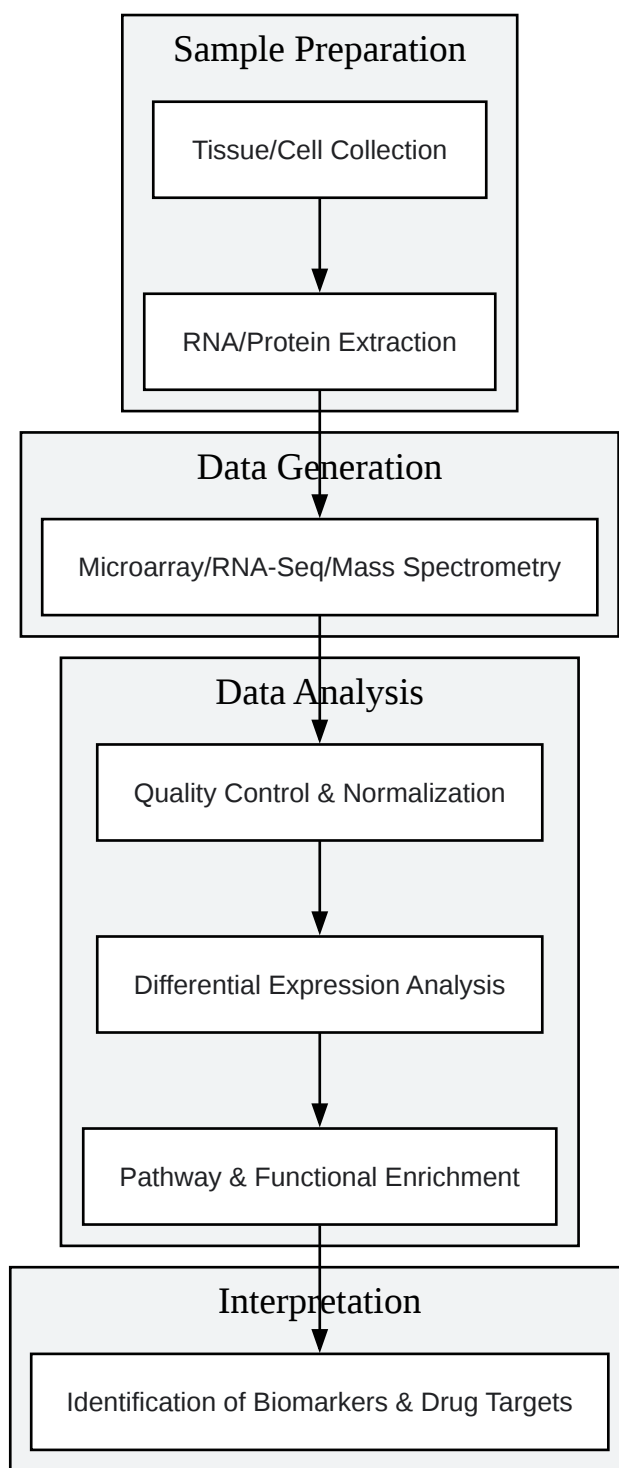 Sample Preparation
Tissue/Cell Collection
RNA/Protein Extraction
Data Generation
Microarray/RNA-Seq/Mass Spectrometry
Data Analysis
Quality Control & Normalization
Differential Expression Analysis
Pathway & Functional Enrichment
Interpretation
Identification of Biomarkers & Drug Targets